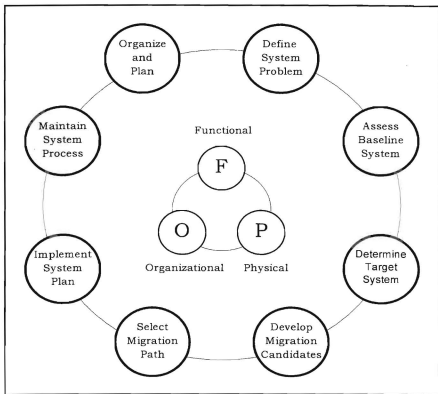 Organize
and
Plan
Define
System
Problem
Maintain
System
Process
Functional
Assess
Baseline
System
F
O
P
Organizational
Physical
Implement
System
Plan
Determine
Target
System
Select
Migration
Path
Develop
Migration
Candidates